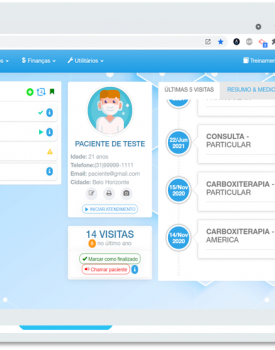 $ Finanças
Utilitários
Treinamen
PACIENTE DE TESTE
Idade: 21 anos
Telefone:(31)99999-1111
Email: paciente@gmail.com
Cidade: Belo Horizonte
INICIAR ATENDIMENTO
14 VISITAS
0 no último ano
Marcar como finalizado
Chamar paciente
ÚLTIMAS 5 VISITAS
RESUMO & MEDIC
22/Jun
2021
CONSULTA -
PARTICULAR
15/Nov
2020
CARBOXITERAPIA -
PARTICULAR
14/Nov
2020
CARBOXITERAPIA -
AMERICA